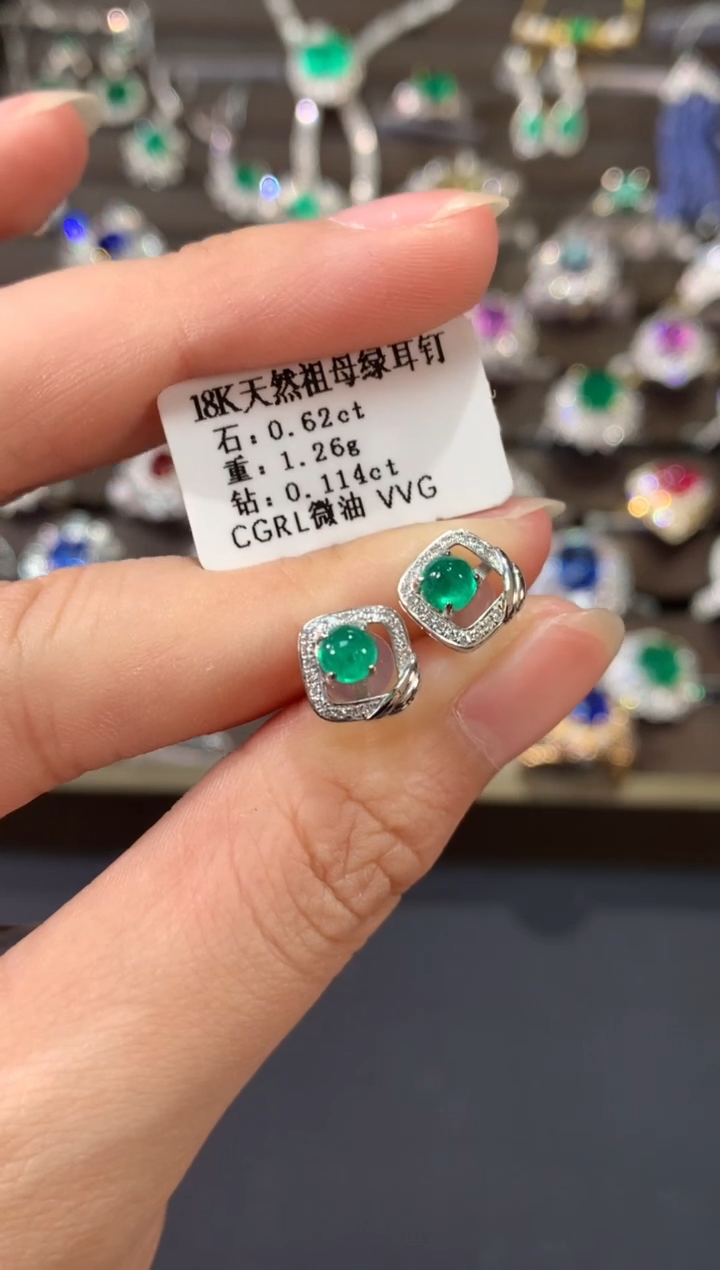 18K天然祖母绿耳钉
石：0.62ct
重：1.26g
钻：0.114ct
CGRL微油 VVG